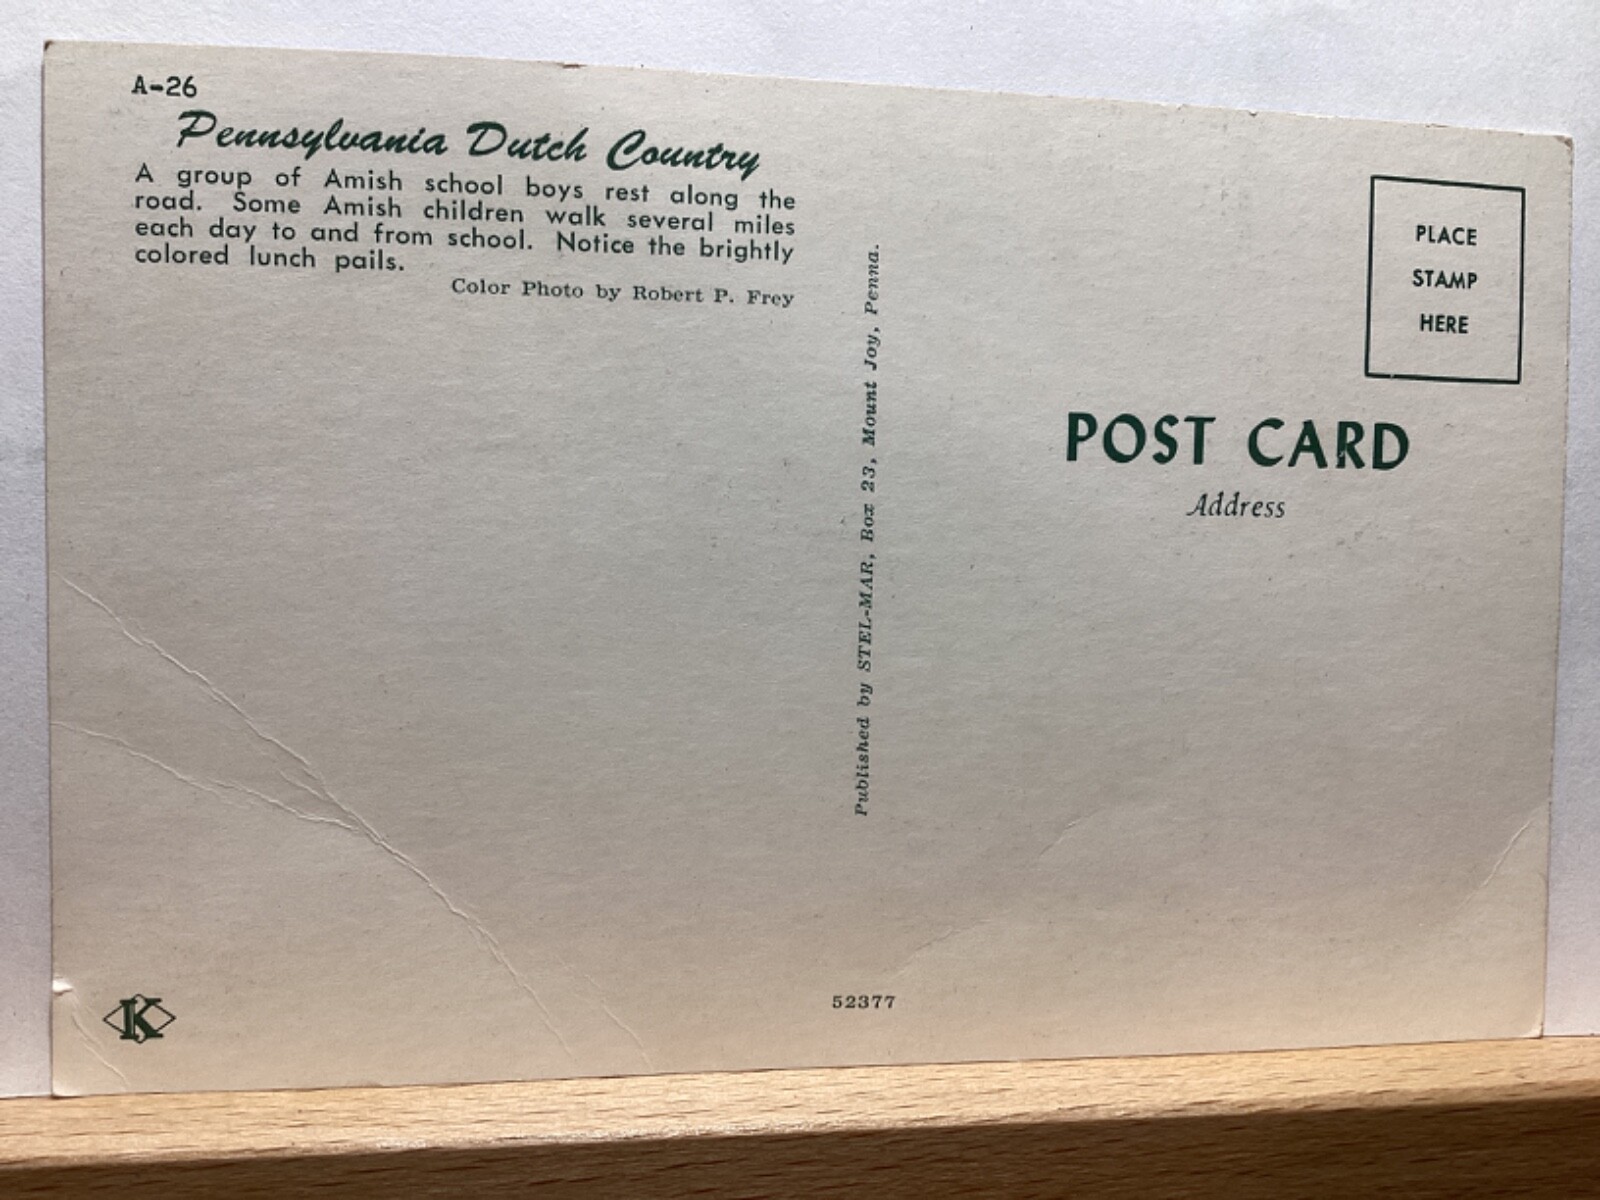 A-26
Pennsylvania Dutch Country
A group of Amish school boys rest along the
road. Some Amish children walk several miles
each day to and from school. Notice the brightly
colored lunch pails.
Color Photo by Robert P. Frey
Published by STEL-MAR, Box 23, Mount Joy, Penna.
PLACE
STAMP
HERE
POST CARD
Address
K
52377